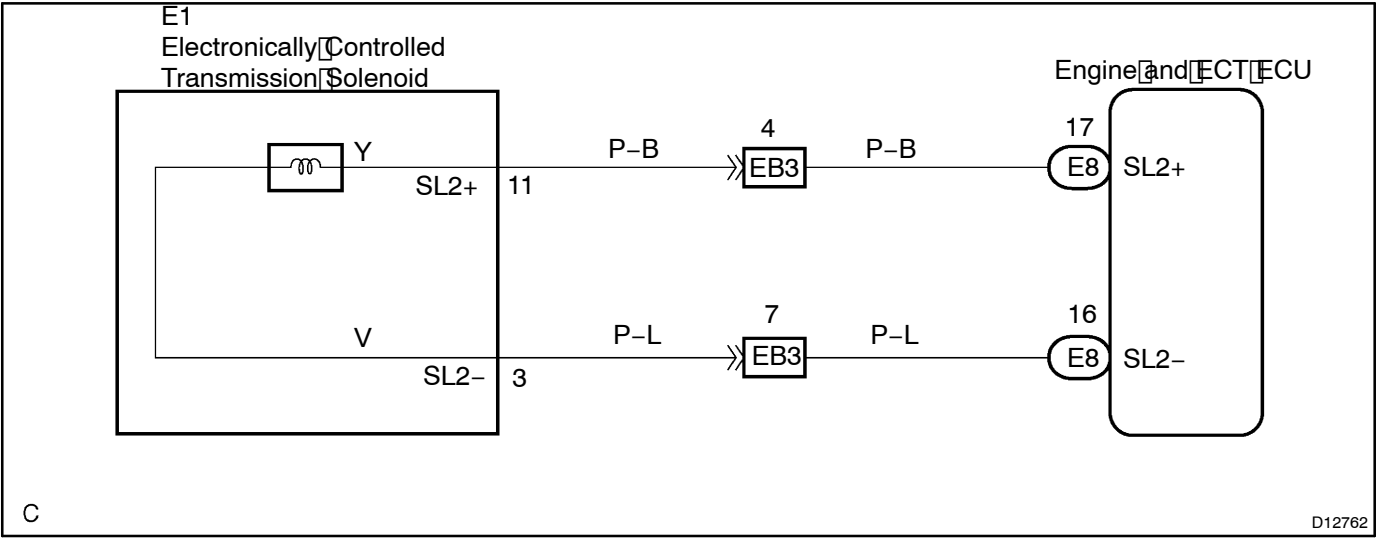 E1
Electronically Controlled
Transmission Solenoid
Engine and ECT ECU
Y
P−B
4
P−B
17
SL2+
11
EB3
E8
SL2+
V
P−L
7
P−L
16
SL2−
3
EB3
E8
SL2−
C
D12762